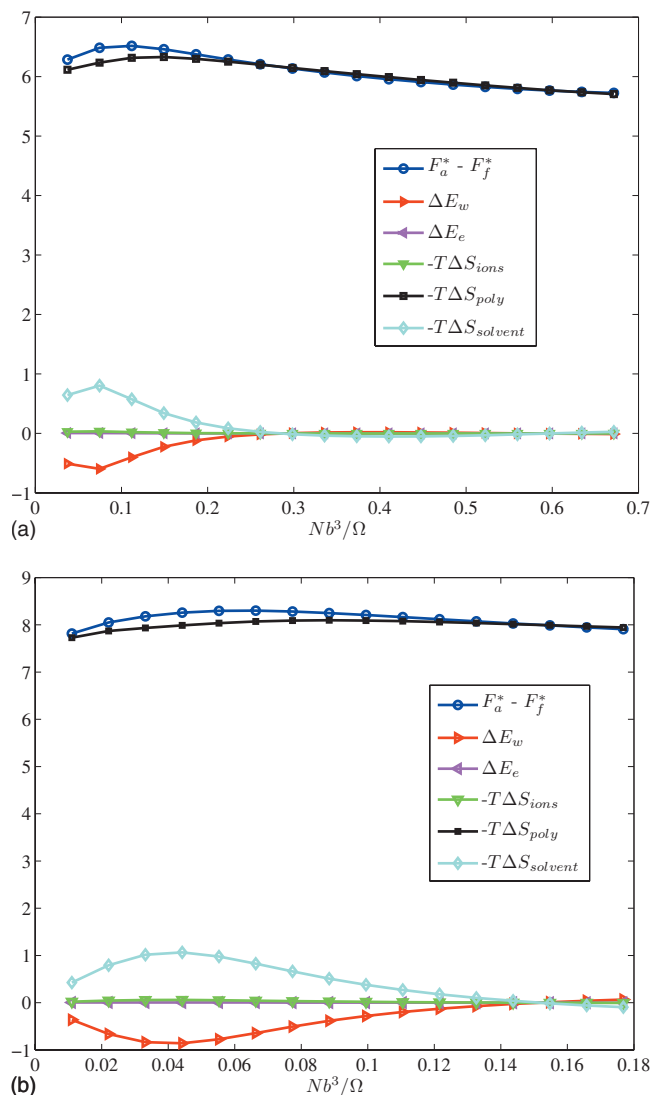 7
6
5
4
3
2
1
0
−1
F*a - F*f
ΔEw
ΔEe
-TΔSions
-TΔSpoly
-TΔSsolvent
0 0.1 0.2 0.3 0.4 0.5 0.6 0.7
(a) Nb³/Ω
9
8
7
6
5
4
3
2
1
0
−1
F*a - F*f
ΔEw
ΔEe
-TΔSions
-TΔSpoly
-TΔSsolvent
0 0.02 0.04 0.06 0.08 0.10 0.12 0.14 0.16 0.18
(b) Nb³/Ω